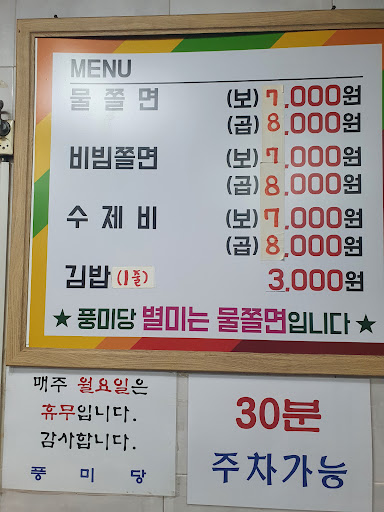 MENU
물쫄면 (보) 7,000원
(곱) 8,000원
비빔쫄면 (보) 7,000원
(곱) 8,000원
수제비 (보) 7,000원
(곱) 8,000원
김밥 (1줄) 3,000원
★ 풍미당 별미는 물쫄면입니다 ★
매주 월요일은
휴무입니다.
감사합니다.
풍미당
30분
주차가능